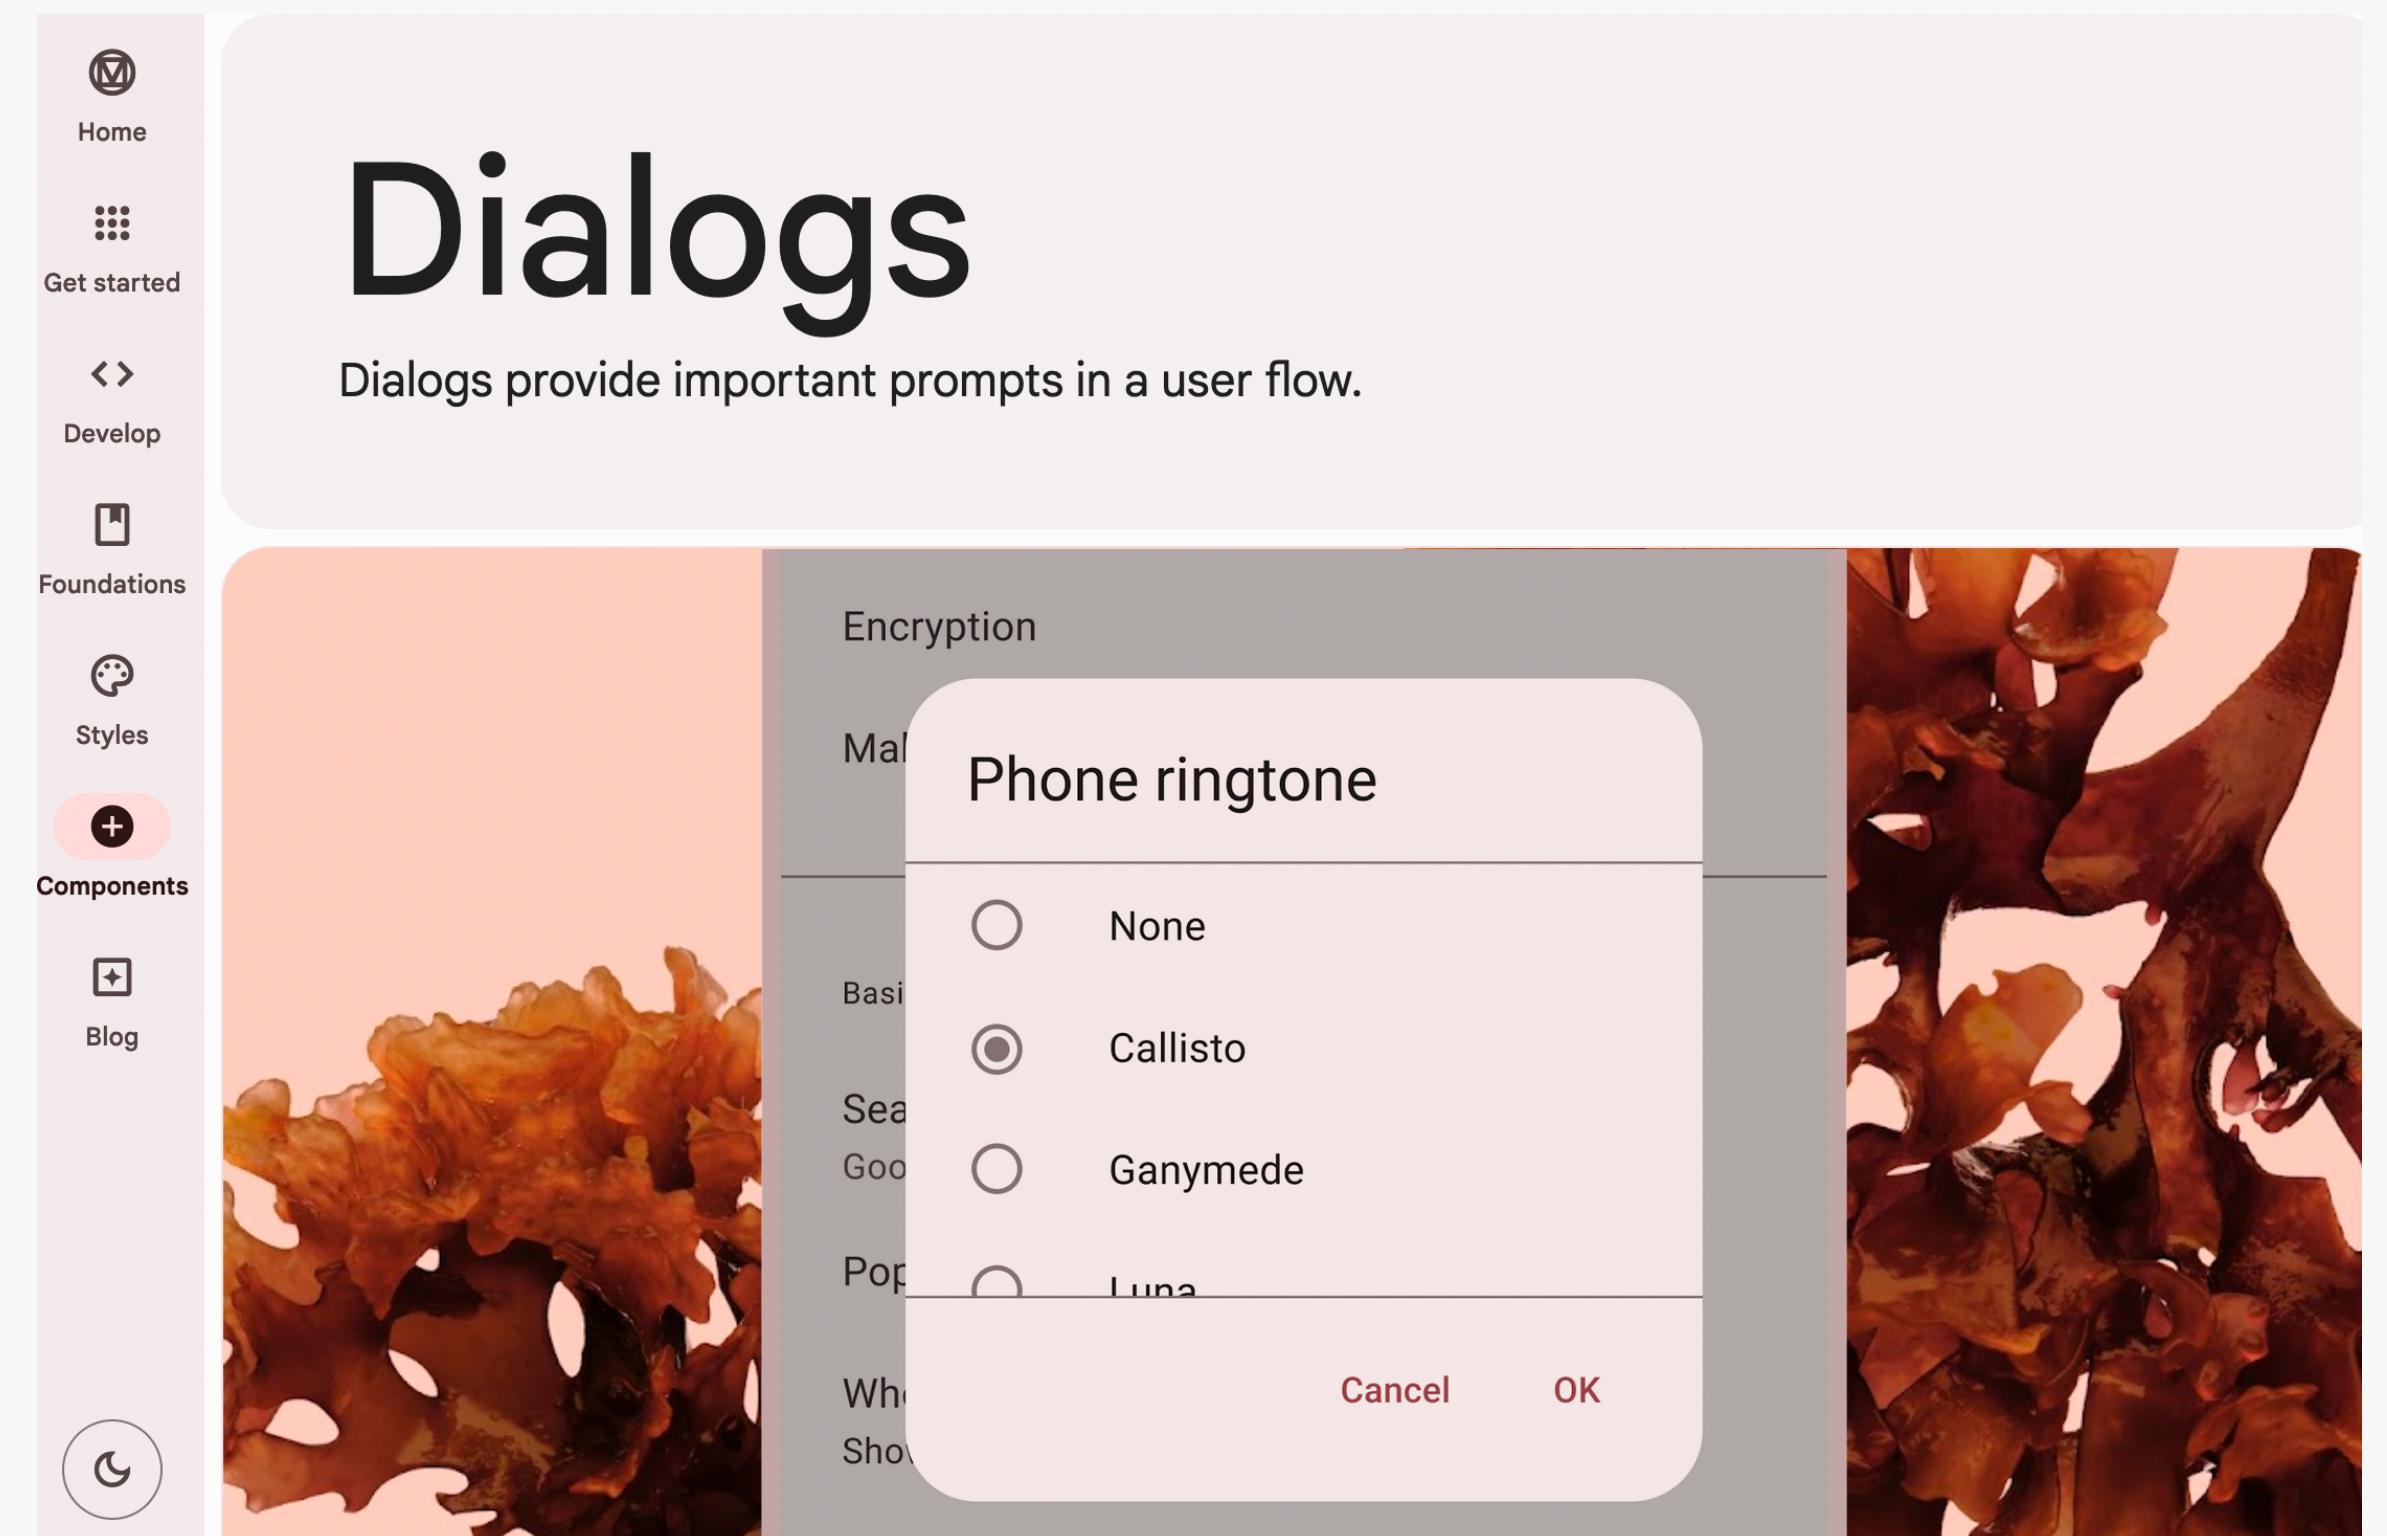 Home
Get started
Develop
Foundations
Styles
Components
Blog
Dialogs
Dialogs provide important prompts in a user flow.
Encryption
Phone ringtone
None
Callisto
Ganymede
Luna
Cancel
OK